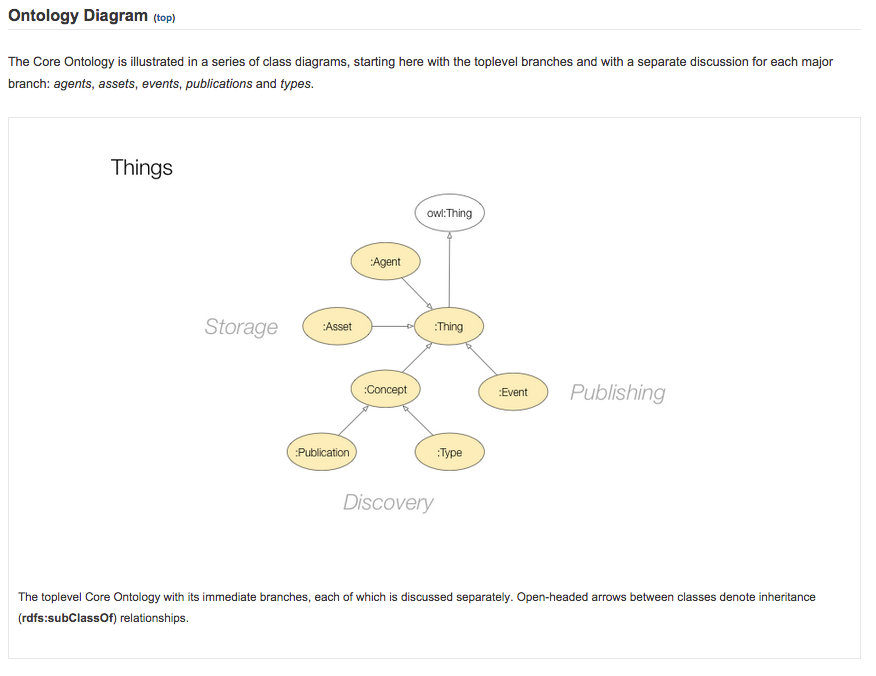 Ontology Diagram (top)
The Core Ontology is illustrated in a series of class diagrams, starting here with the toplevel branches and with a separate discussion for each major
branch: agents, assets, events, publications and types.
Things
owl:Thing
:Agent
Storage
:Asset
:Thing
:Concept
:Event
Publishing
:Publication
:Type
Discovery
The toplevel Core Ontology with its immediate branches, each of which is discussed separately. Open-headed arrows between classes denote inheritance
(rdfs:subClassOf) relationships.